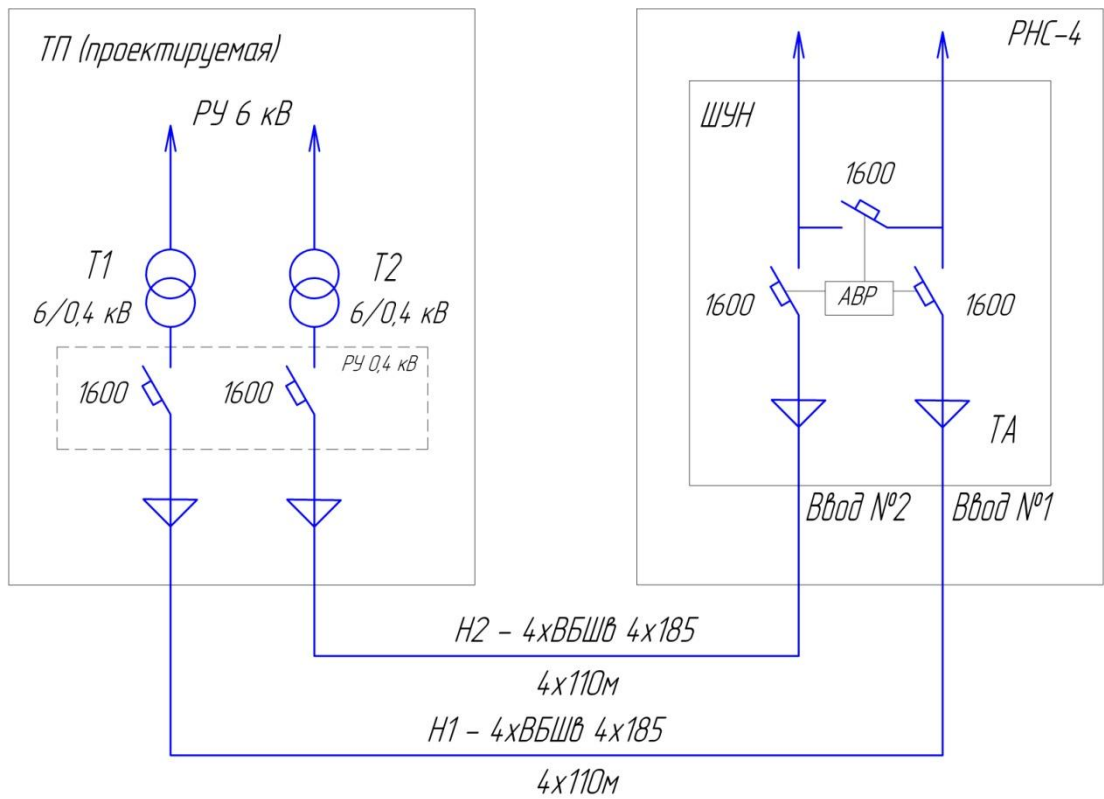 ТП (проектируемая)
РУ 6 кВ
Т1
6/0,4 кВ
Т2
6/0,4 кВ
РУ 0,4 кВ
1600
1600
РНС-4
ШУН
1600
1600
АВР
1600
ТА
Ввод №2
Ввод №1
Н2 - 4хВБШв 4х185
4х110м
Н1 - 4хВБШв 4х185
4х110м